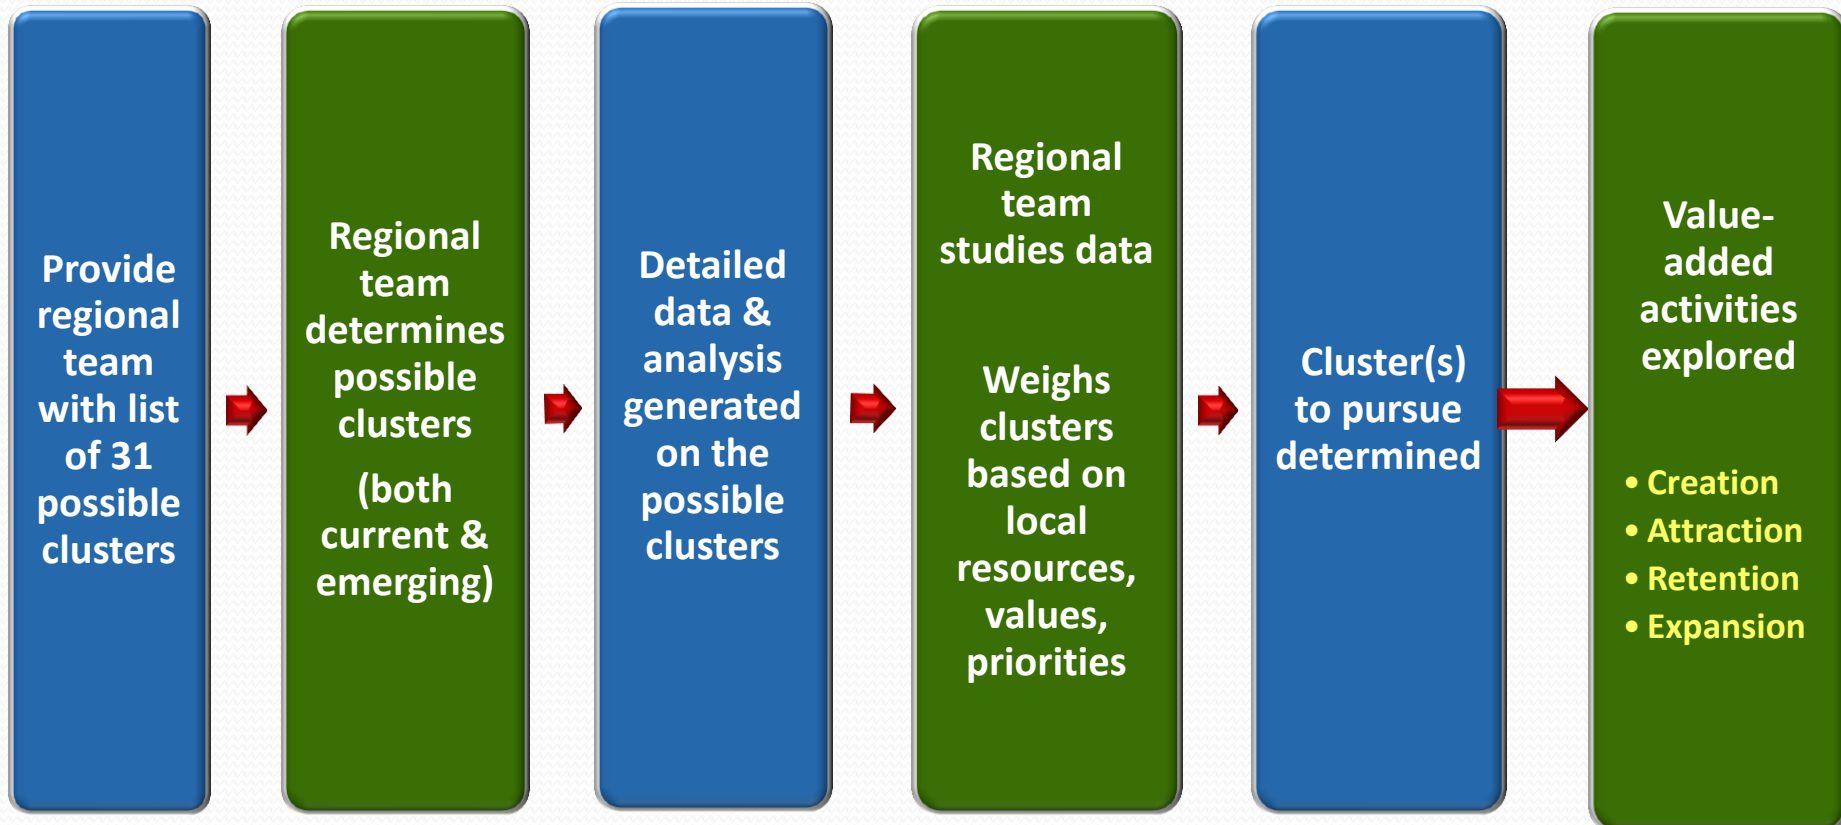 Provide
regional
team
with list
of 31
possible
clusters
Regional
team
determines
possible
clusters
(both
current &
emerging)
Detailed
data &
analysis
generated
on the
possible
clusters
Regional
team
studies data
Weighs
clusters
based on
local
resources,
values,
priorities
Cluster(s)
to pursue
determined
Value-
added
activities
explored
• Creation
• Attraction
• Retention
• Expansion